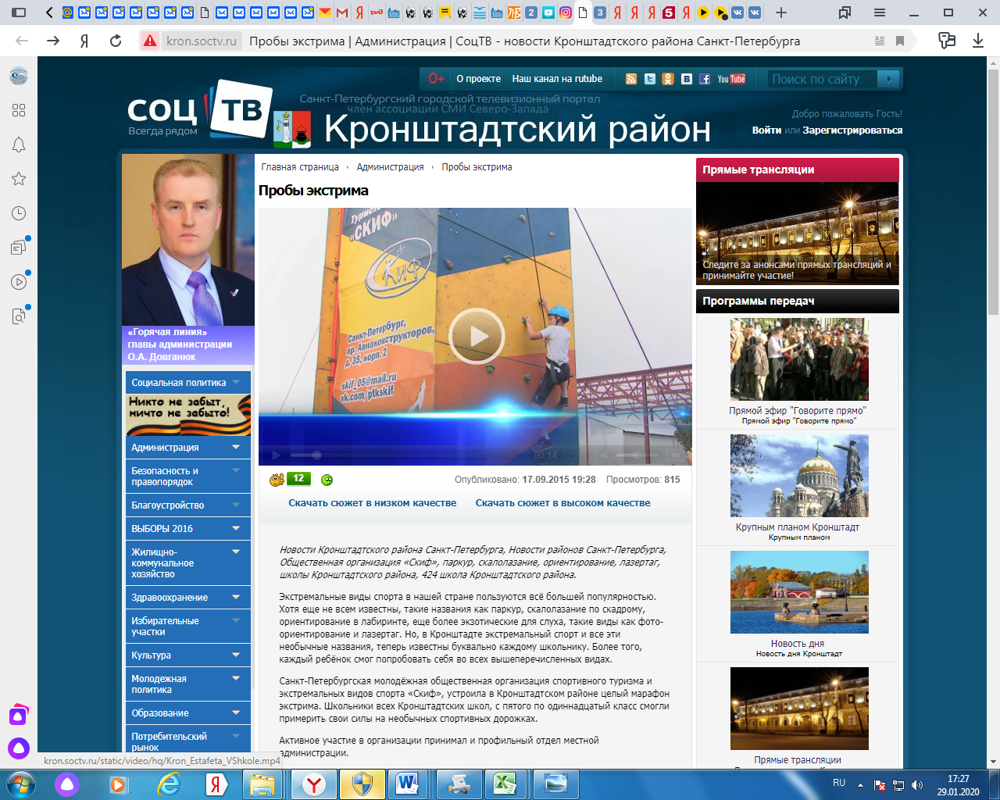 kron.soctv.ru
Пробы экстрима | Администрация | СоцТВ - новости Кронштадтского района Санкт-Петербурга
0+
О проекте
Наш канал на rutube
You Tube
Поиск по сайту
соц ТВ
Всегда рядом
Санкт-Петербургский городской телевизионный портал
член ассоциации СМИ Северо-Запада
Кронштадтский район
Добро пожаловать Гость!
Войти или Зарегистрироваться
«Горячая линия»
главы администрации
О.А. Довганюк
Социальная политика
Никто не забыт,
ничто не забыто!
Администрация
Безопасность и
правопорядок
Благоустройство
ВЫБОРЫ 2016
Жилищно-
коммунальное
хозяйство
Здравоохранение
Избирательные
участки
Культура
Молодежная
политика
Образование
Потребительский
рынок
Главная страница › Администрация › Пробы экстрима
Пробы экстрима
«СКИФ»
Скиф
Санкт-Петербург,
пр. Авиаконструкторов,
д. 35, корп. 2
skif_05@mail.ru
vk.com/ptkskif
00:14
12
Опубликовано: 17.09.2015 19:28 Просмотров: 815
Скачать сюжет в низком качестве Скачать сюжет в высоком качестве
Новости Кронштадтского района Санкт-Петербурга, Новости районов Санкт-Петербурга,
Общественная организация «Скиф», паркур, скалолазание, ориентирование, лазертаг,
школы Кронштадтского района, 424 школа Кронштадтского района.
Экстремальные виды спорта в нашей стране пользуются всё большей популярностью.
Хотя еще не всем известны, такие названия как паркур, скалолазание по скадрому,
ориентирование в лабиринте, еще более экзотические для слуха, такие виды как фото-
ориентирование и лазертаг. Но, в Кронштадте экстремальный спорт и все эти
необычные названия, теперь известны буквально каждому школьнику. Более того,
каждый ребёнок смог попробовать себя во всех вышеперечисленных видах.
Санкт-Петербургская молодёжная общественная организация спортивного туризма и
экстремальных видов спорта «Скиф», устроила в Кронштадтском районе целый марафон
экстрима. Школьники всех Кронштадтских школ, с пятого по одиннадцатый класс смогли
примерить свои силы на необычных спортивных дорожках.
Активное участие в организации принимал и профильный отдел местной
администрации.
Прямые трансляции
Следите за анонсами прямых трансляций и
принимайте участие!
Программы передач
Прямой эфир "Говорите прямо"
Прямой эфир "Говорите прямо"
Крупным планом Кронштадт
Крупным планом
Новость дня
Новость дня Кронштадт
Прямые трансляции
kron.soctv.ru/static/video/hq/Kron_Estafeta_VShkole.mp4
RU
17:27
29.01.2020